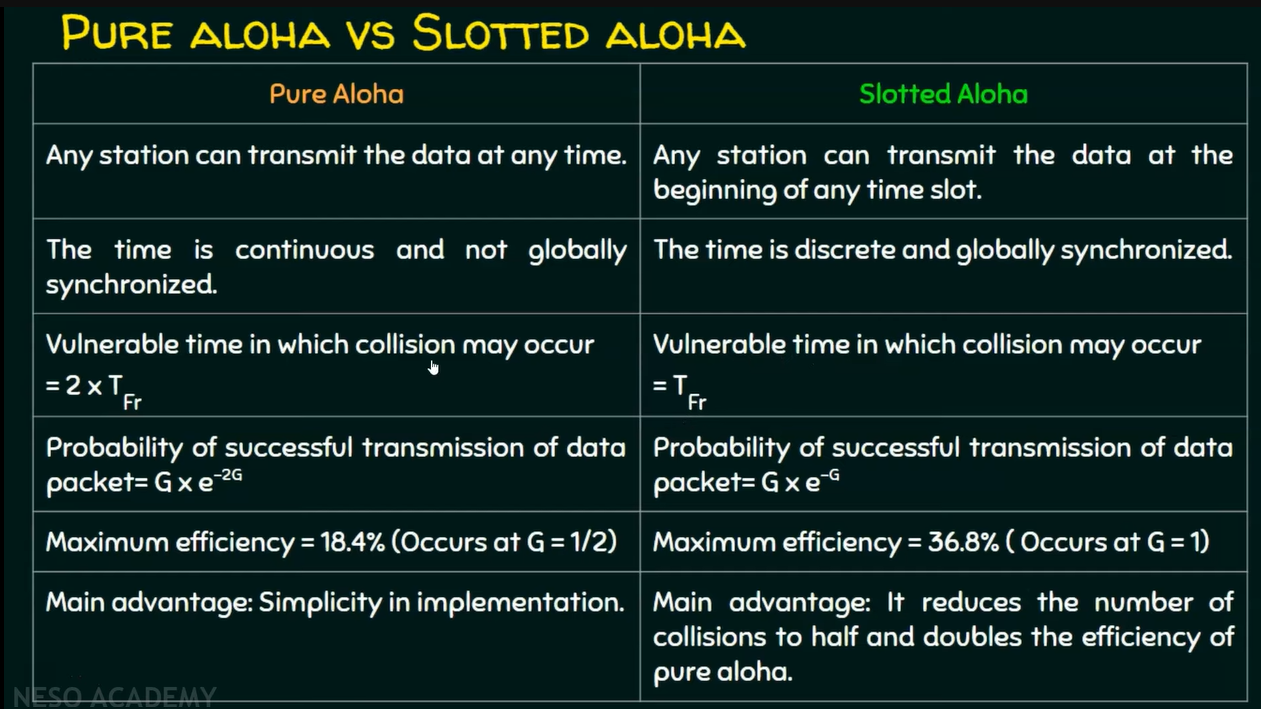 PURE ALOHA VS SLOTTED ALOHA
Pure Aloha
Slotted Aloha
Any station can transmit the data at any time.
Any station can transmit the data at the
beginning of any time slot.
The time is continuous and not globally
synchronized.
The time is discrete and globally synchronized.
Vulnerable time in which collision may occur
= 2 x T_Fr
Vulnerable time in which collision may occur
= T_Fr
Probability of successful transmission of data
packet= G x e^-2G
Probability of successful transmission of data
packet= G x e^-G
Maximum efficiency = 18.4% (Occurs at G = 1/2)
Maximum efficiency = 36.8% ( Occurs at G = 1)
Main advantage: Simplicity in implementation.
Main advantage: It reduces the number of
collisions to half and doubles the efficiency of
pure aloha.
NESO ACADEMY